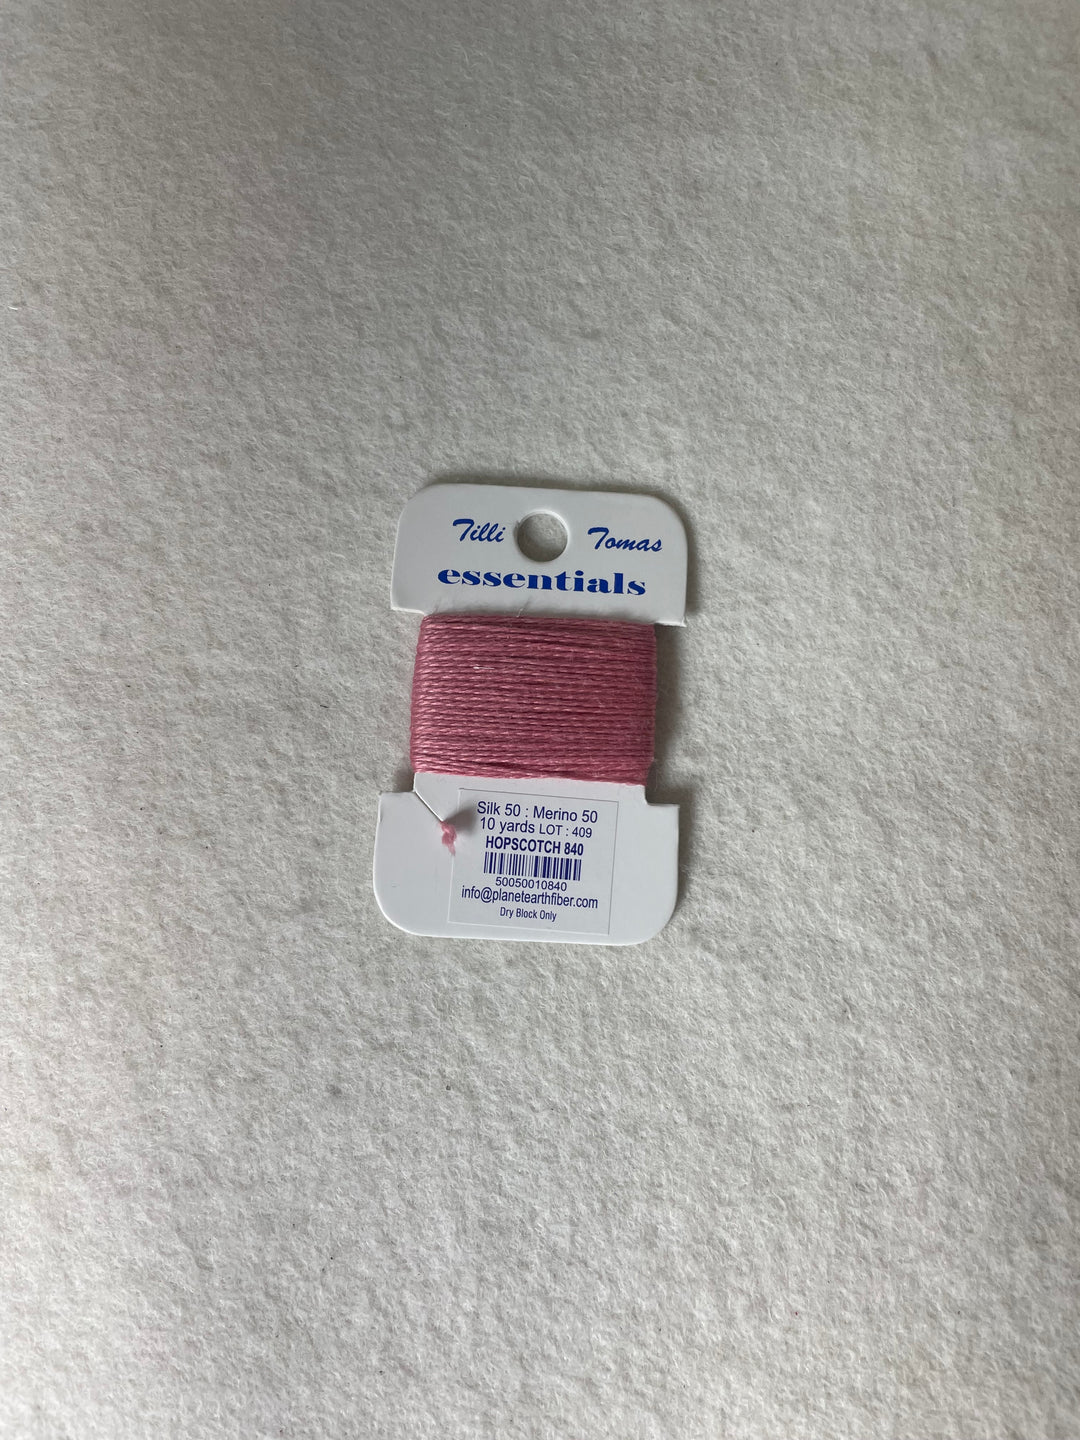 Tilli Tomas
essentials
Silk 50 : Merino 50
10 yards LOT : 409
HOPSCOTCH 840
50050010840
info@planetearthfiber.com
Dry Block Only